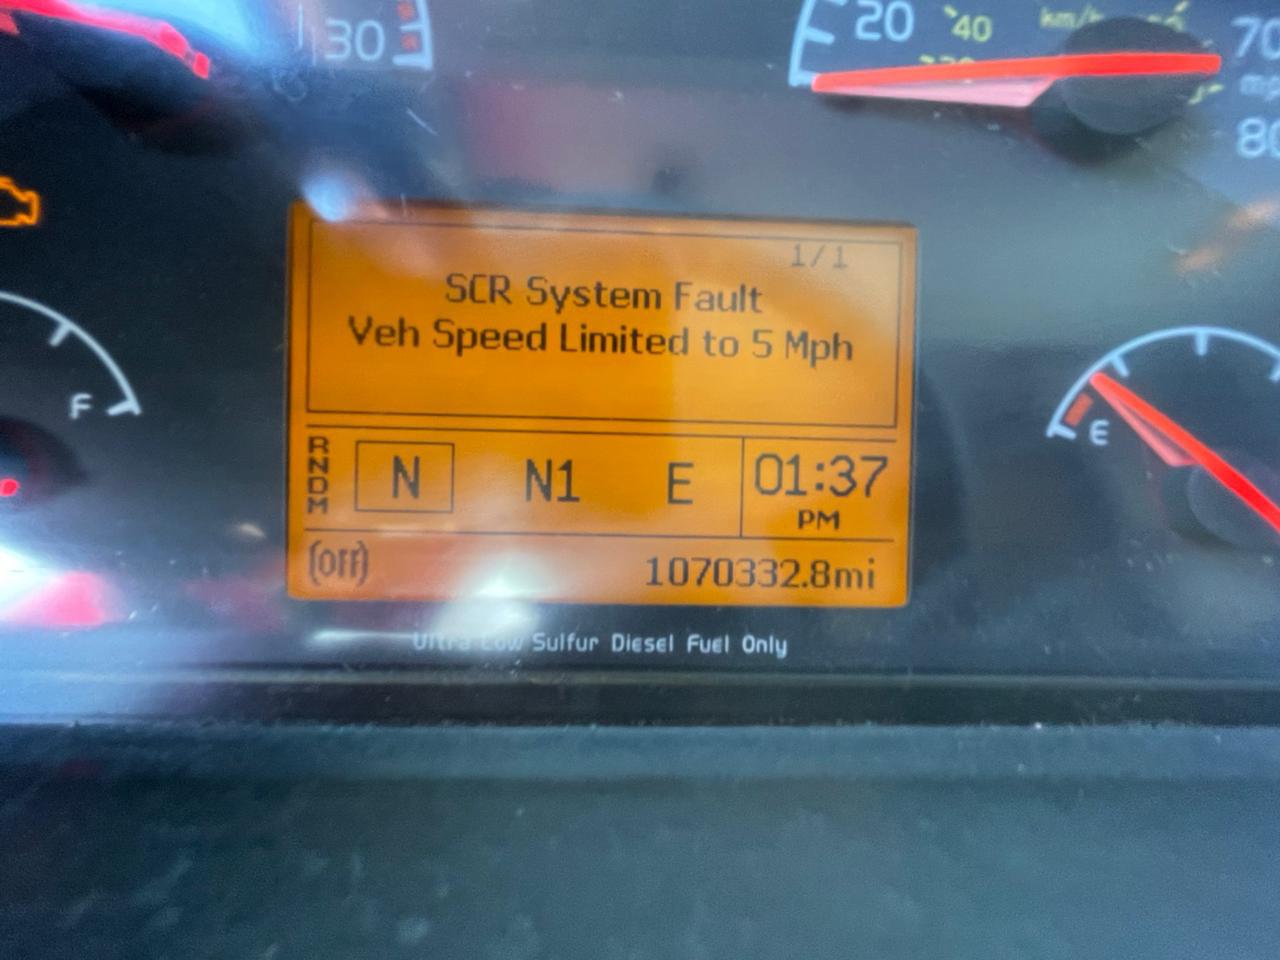 30
20
40
km/h
70
80
1/1
SCR System Fault
Veh Speed Limited to 5 Mph
F
E
RNDM
N
N1
E
01:37
PM
(OFF)
1070332.8mi
Ultra Low Sulfur Diesel Fuel Only